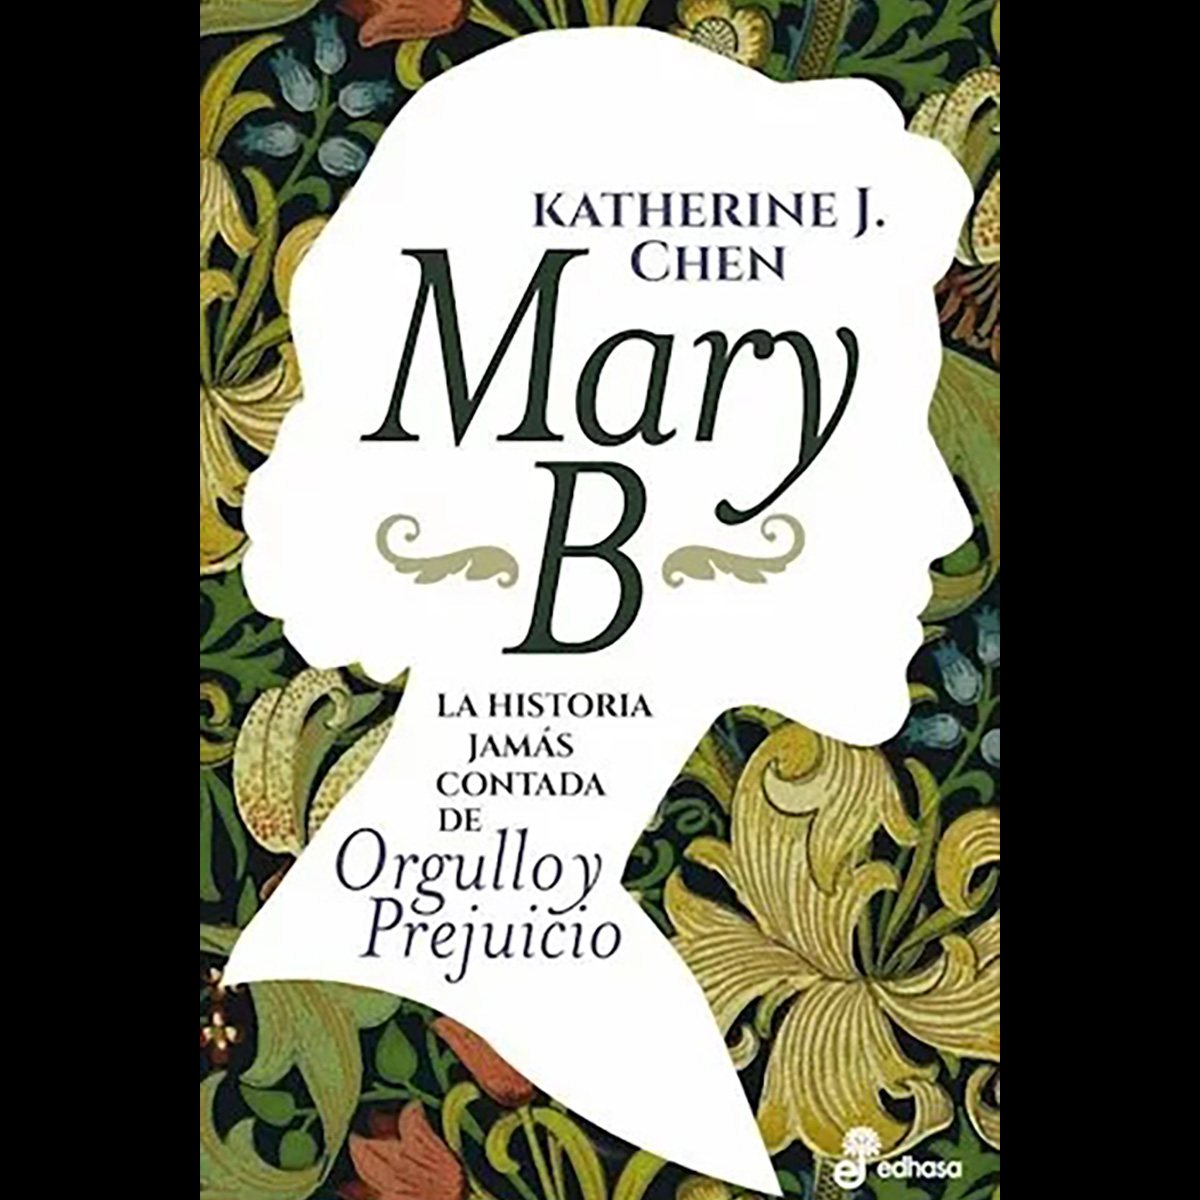 KATHERINE J.
CHEN
Mary
B
LA HISTORIA
JAMÁS
CONTADA
DE
Orgullo y
Prejuicio
edhasa